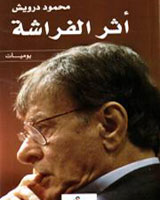 محمود درويش
أثر الفراشة
يوميات